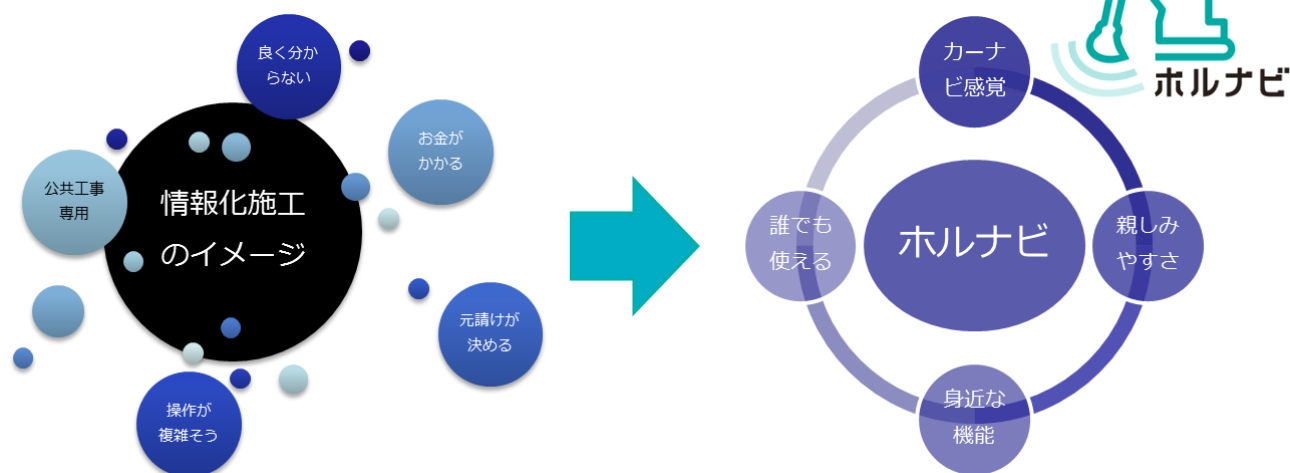 良く分か
らない
お金が
かかる
公共工事
専用
情報化施工
のイメージ
元請けが
決める
操作が
複雑そう
カーナ
ビ感覚
ホルナビ
誰でも
使える
ホルナビ
親しみ
やすさ
身近な
機能